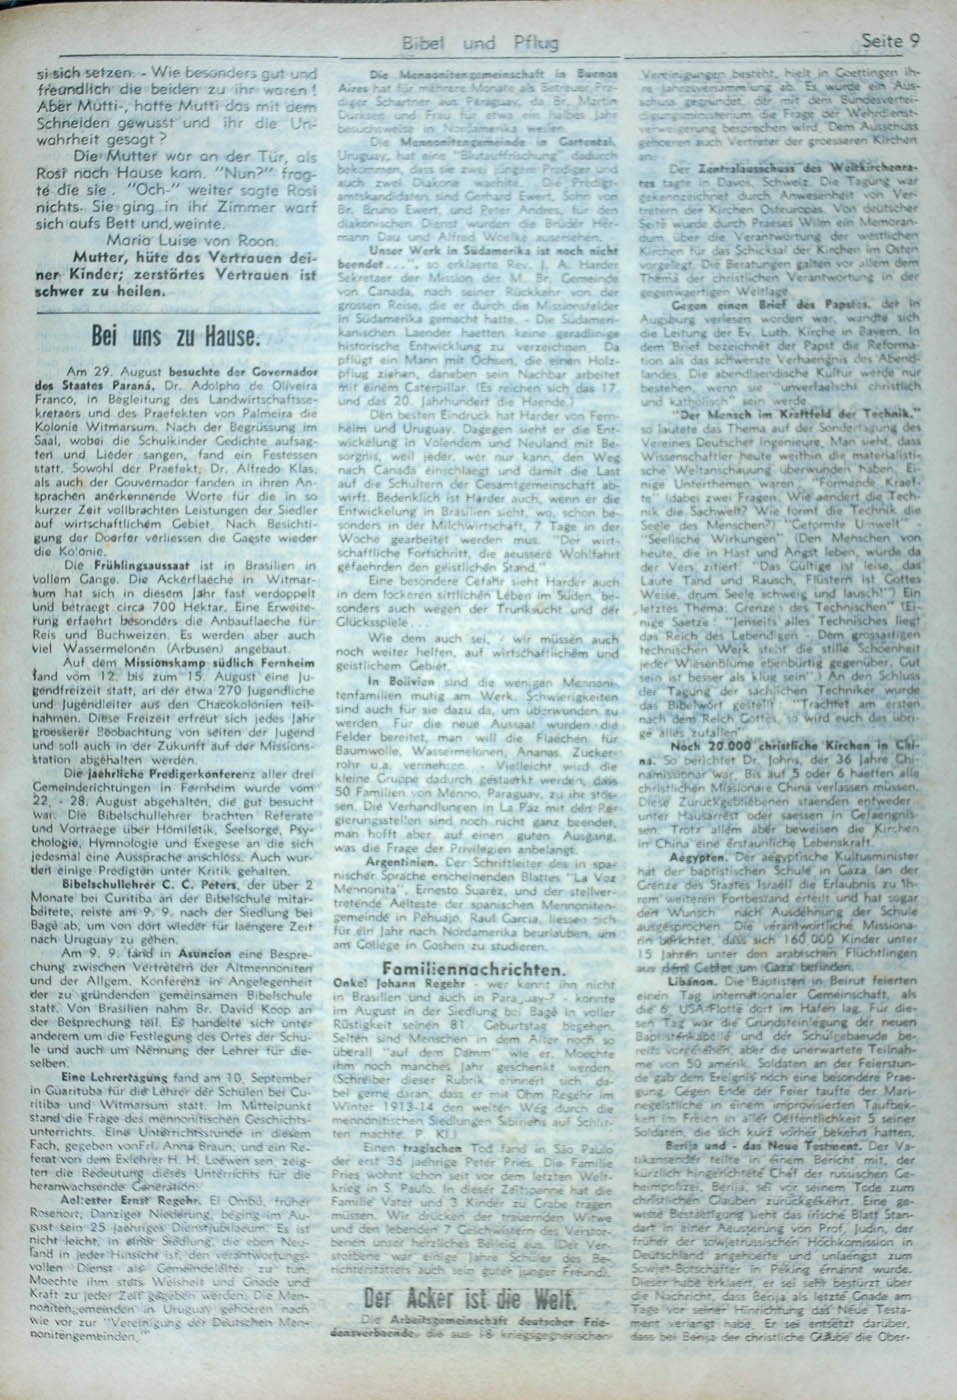 Bibel und Pflug
Seite 9
si sich setzen. - Wie besonders gut und
freundlich die beiden zu ihr waren!
Aber Mutti-, hatte Mutti das mit dem
Schneiden gewusst und ihr die Un-
wahrheit gesagt?
Die Mutter war an der Tür, als
Rosi nach Hause kam. "Nun?" frag-
te die sie. "Och-" weiter sagte Rosi
nichts. Sie ging in ihr Zimmer warf
sich aufs Bett und weinte.
Maria Luise von Roon.
Mutter, hüte das Vertrauen dei-
ner Kinder; zerstörtes Vertrauen ist
schwer zu heilen.
Bei uns zu Hause.
Am 29. August besuchte der Governador
des Staates Paraná, Dr. Adolpho de Oliveira
Franco, in Begleitung des Landwirtschaftsse-
kretaers und des Praefekten von Palmeira die
Kolonie Witmarsum. Nach der Begrüssung im
Saal, wobei die Schulkinder Gedichte aufsag-
ten und Lieder sangen, fand ein Festessen
statt. Sowohl der Praefekt, Dr. Alfredo Klas,
als auch der Gouvernador fanden in ihren An-
sprachen anerkennende Worte für die in so
kurzer Zeit vollbrachten Leistungen der Siedler
auf wirtschaftlichem Gebiet. Nach Besichti-
gung der Doerfer verliessen die Gaeste wieder
die Kolonie.
Die Frühlingsaussaat ist in Brasilien in
vollem Gange. Die Ackerflaeche in Witmar-
sum hat sich in diesem Jahr fast verdoppelt
und betraegt circa 700 Hektar. Eine Erweite-
rung erfaehrt besonders die Anbauflaeche für
Reis und Buchweizen. Es werden aber auch
viel Wassermelonen (Arbusen) angebaut.
Auf dem Missionskamp südlich Fernheim
fand vom 12. bis zum 15. August eine Ju-
gendfreizeit statt, an der etwa 270 Jugendliche
und Jugendleiter aus den Chacokolonien teil-
nahmen. Diese Freizeit erfreut sich jedes Jahr
groesserer Beobachtung von seiten der Jugend
und soll auch in der Zukunft auf der Missions-
station abgehalten werden.
Die jaehrliche Predigerkonferenz aller drei
Gemeinderichtungen in Fernheim wurde vom
22. - 28. August abgehalten, die gut besucht
war. Die Bibelschullehrer brachten Referate
und Vortraege über Homiletik, Seelsorge, Psy-
chologie, Hymnologie und Exegese an die sich
jedesmal eine Aussprache anschloss. Auch wur-
den einige Predigten unter Kritik gehalten.
Bibelschullehrer C. C. Peters, der über 2
Monate bei Curitiba an der Bibelschule mitar-
beitete, reiste am 9. 9. nach der Siedlung bei
Bagé ab, um von dort wieder für laengere Zeit
nach Uruguay zu gehen.
Am 9. 9. fand in Asuncion eine Bespre-
chung zwischen Vertretern der Altmennoniten
und der Allgem. Konferenz in Angelegenheit
der zu gründenden gemeinsamen Bibelschule
statt. Von Brasilien nahm Br. David Koop an
der Besprechung teil. Es handelte sich unter
anderem um die Festlegung des Ortes der Schu-
le und auch um Nennung der Lehrer für die-
selben.
Eine Lehrertagung fand am 10. September
in Guarituba für die Lehrer der Schulen bei Cu-
ritiba und Witmarsum statt. Im Mittelpunkt
stand die Frage des mennonitischen Geschichts-
unterrichts. Eine Unterrichtsstunde in diesem
Fach, gegeben von Frl. Anna Braun, und ein Re-
ferat von dem Exlehrer H. H. Loewen sen. zeig-
ten die Bedeutung dieses Unterrichts für die
heranwachsende Generation.
Aeltester Ernst Regehr, El Ombú, früher
Rosenort, Danziger Niederung, beging im Au-
gust sein 25 jaehriges Dienstjubilaeum. Es ist
nicht leicht, in einer Siedlung, die eben Neu-
land in jeder Hinsicht ist, den verantwortungs-
vollen Dienst als Gemeindeältester zu tun.
Moechte ihm stets Weisheit und Gnade und
Kraft zu jeder Zeit gegeben werden. Die Men-
nonitengemeinden in Uruguay gehoeren nach
wie vor zur "Vereinigung der Deutschen Men-
nonitengemeinden."
Die Mennonitengemeinschaft in Buenos
Aires hat für mehrere Monate als Betreuer Pre-
diger Schartner aus Paraguay, da Br. Martin
Dürksen und Frau für etwa ein halbes Jahr
besuchsweise in Nordamerika weilen.
Die Mennonitengemeinde in Gartental,
Uruguay, hat eine "Blutauffrischung" dadurch
bekommen, dass sie zwei jüngere Prediger und
auch zwei Diakone waehlte. Die Predigt-
amtskandidaten sind Gerhard Ewert, Sohn von
Br. Bruno Ewert, und Peter Andres, für den
diakonischen Dienst wurden die Brüder Her-
mann Dau und Alfred Woelke ausersehen.
Unser Werk in Südamerika ist noch nicht
beendet..., so erklaerte Rev. J. A. Harder
Sekretaer der Mission der M. Br. Gemeinde
von Canada, nach seiner Rückkehr von der
grossen Reise, die er durch die Missionsfelder
in Südamerika gemacht hatte. - Die Südameri-
kanischen Laender haetten keine geradlinige
historische Entwicklung zu verzeichnen. Da
pflügt ein Mann mit Ochsen, die einen Holz-
pflug ziehen, daneben sein Nachbar arbeitet
mit einem Caterpillar. (Es reichen sich das 17.
und das 20. Jahrhundert die Haende.)
Den besten Eindruck hat Harder von Fern-
heim und Uruguay. Dagegen sieht er die Ent-
wickelung in Volendem und Neuland mit Be-
sorgnis, weil jeder, wer nur kann, den Weg
nach Canada einschlaegt und damit die Last
auf die Schultern der Gesamtgemeinschaft ab-
wirft. Bedenklich ist Harder auch, wenn er die
Entwickelung in Brasilien sieht, wo, schon be-
sonders in der Milchwirtschaft, 7 Tage in der
Woche gearbeitet werden mus. "Der wirt-
schaftliche Fortschritt, die aeussere Wohlfahrt
gefaehrden den geistlichen Stand."
Eine besondere Gefahr sieht Harder auch
in dem lockeren sittlichen Leben im Süden, be-
sonders auch wegen der Trunksucht und der
Glücksspiele...
Wie dem auch sei, - wir müssen auch
noch weiter helfen, auf wirtschaftlichem und
geistlichem Gebiet.
In Bolivien sind die wenigen Mennoni-
tenfamilien mutig am Werk. Schwierigkeiten
sind auch für sie dazu da, um überwunden zu
werden. Für die neue Aussaat wurden die
Felder bereitet, man will die Flaechen für
Baumwolle, Wassermelonen, Ananas, Zucker-
rohr u.a. vermehren. - Vielleicht wird die
kleine Gruppe dadurch gestaerkt werden, dass
50 Familien von Menno, Paraguay, zu ihr stos-
sen. Die Verhandlungen in La Paz mit den Re-
gierungsstellen sind noch nicht ganz beendet,
man hofft aber auf einen guten Ausgang,
was die Frage der Privilegien anbelangt.
Argentinien. Der Schriftleiter des in spa-
nischer Sprache erscheinenden Blattes "La Voz
Mennonita", Ernesto Suarez, und der stellver-
tretende Aelteste der spanischen Mennoniten-
gemeinde in Pehuajo, Raul Garcia, liessen sich
für ein Jahr nach Nordamerika beurlauben, um
am College in Goshen zu studieren.
Familiennachrichten.
Onkel Johann Regehr - wer kennt ihn nicht
in Brasilien und auch in Paraguay? - konnte
im August in der Siedlung bei Bagé in voller
Rüstigkeit seinen 81. Geburtstag begehen.
Selten sind Menschen in dem Alter noch so
überall "auf dem Damm" wie er. Moechte
ihm noch manches Jahr geschenkt werden.
(Schreiber dieser Rubrik erinnert sich da-
bei gerne daran, dass er mit Ohm Regehr im
Winter 1913-14 den weiten Weg durch die
mennonitischen Siedlungen Sibiriens auf Schlit-
ten machte. P. Kl.)
Einen tragischen Tod fand in São Paulo
der erst 36 jaehrige Peter Fries. Die Familie
Fries wohnt schon seit vor dem letzten Welt-
krieg in S. Paulo. In dieser Zeitspanne hat die
Familie Vater und 3 Kinder zu Grabe tragen
müssen. Wir drücken der trauernden Witwe
und den lebenden Geschwistern des Verstor-
benen unser herzliches Beileid aus. Der Ver-
storbene war einige Jahre Schüler des Be-
richterstatters auch sein guter junger Freund).
Der Acker ist die Welt.
Die Arbeitsgemeinschaft deutscher Frie-
densverbaende, die aus 18 kriegsgegnerischen
Vereinigungen besteht, hielt in Goettingen ih-
re Jahresversammlung ab. Es wurde ein Aus-
schuss gegründet, der mit dem Bundesvertei-
digungsministerium die Frage der Wehrdienst-
verweigerung besprechen wird. Dem Ausschuss
gehoeren auch Vertreter der groesseren Kirchen
an.
Der Zentralausschuss des Weltkirchenra-
tes tagte in Davos, Schweiz. Die Tagung war
gekennzeichnet durch Anwesenheit von Ver-
tretern der Kirchen Osteuropas. Von deutscher
Seite wurde durch Praeses Wilm ein Memoran-
dum über die Verantwortung der westlichen
Kirchen für das Schicksal der Kirchen im Osten
vorgelegt. Die Beratungen galten vor allem dem
Thema der christlichen Verantwortung in der
gegenwaertigen Weltlage.
Gegen einen Brief des Papstes, der in
Augsburg verlesen worden war, wandte sich
die Leitung der Ev. Luth. Kirche in Bayern. In
dem Brief bezeichnet der Papst die Reforma-
tion als das schwerste Verhaengnis des Abend-
landes. Die abendlaendische Kultur werde nur
bestehen, wenn sie "unverfaelscht christlich
und katholisch" sein werde.
"Der Mensch im Kraftfeld der Technik,"
so lautete das Thema auf der Sondertagung des
Vereines Deutscher Ingenieure. Man sieht, dass
Wissenschaftler heute weithin die materialisti-
sche Weltanschauung überwunden haben. Ei-
nige Unterthemen waren: "Formende Kraef-
te" (dabei zwei Fragen: Wie aendert die Tech-
nik die Sachwelt? Wie formt die Technik die
Seele des Menschen?) "Geformte Umwelt" -
"Seelische Wirkungen" (Den Menschen von
heute, die in Hast und Angst leben, wurde da
der Vers zitiert: "Das Gültige ist leise, das
Laute Tand und Rausch, Flüstern ist Gottes
Weise, drum Seele schweig und lausch!") Ein
letztes Thema: Grenzen des Technischen" (Ei-
nige Saetze: "Jenseits alles Technischen liegt
das Reich des Lebendigen - Dem grossartigen
technischen Werk steht die stille Schoenheit
jeder Wiesenblume ebenbürtig gegenüber. Gut
sein ist besser als klug sein".) An den Schluss
der Tagung der sachlichen Techniker wurde
das Bibelwort gestellt: "Trachtet am ersten
nach dem Reich Gottes, so wird euch das übri-
ge alles zufallen".
Noch 20.000 christliche Kirchen in Chi-
na. So berichtet Dr. Johns, der 36 Jahre Chi-
namissionar war. Bis auf 5 oder 6 haetten alle
christlichen Missionare China verlassen müssen.
Diese Zurückgebliebenen staenden entweder
unter Hausarrest oder saessen in Gefaengnis-
sen. Trotz allem aber beweisen die Kirchen
in China eine erstaunliche Lebenskraft.
Aegypten. Der aegyptische Kultusminister
hat der baptistischen Schule in Gaza (an der
Grenze des Staates Israel) die Erlaubnis zu ih-
rem weiteren Fortbestand erteilt und hat sogar
den Wunsch nach Ausdehnung der Schule
ausgesprochen. Die verantwortliche Missiona-
rin berichtet, dass sich 160.000 Kinder unter
15 Jahren unter den arabischen Flüchtlingen
aus dem Gebiet um Gaza befinden.
Libanon. Die Baptisten in Beirut feierten
einen Tag internationaler Gemeinschaft, als
die 6. USA-Flotte dort im Hafen lag. Für die-
sen Tag war die Grundsteinlegung der neuen
Baptistenkapelle und der Schulgebaeude be-
reits vorgesehen, aber die unerwartete Teilnah-
me von 50 amerik. Soldaten an der Feierstun-
de gab dem Ereignis noch eine besondere Prae-
gung. Gegen Ende der Feier taufte der Mari-
negeistliche in einem improvisierten Taufbek-
ken im Freien in aller Oeffentlichkeit 5 seiner
Soldaten, die sich kurz vorher bekehrt hatten.
Berija und - das Neue Testament. Der Va-
tikansender teilte in einem Bericht mit, der
kürzlich hingerichtete Chef der russischen Ge-
heimpolizei, Berija, sei vor seinem Tode zum
christlichen Glauben zurückgekehrt. Eine ge-
wisse Bestaetigung sieht das irische Blatt Stan-
dart in einer Aeusserung von Prof. Judin, der
früher der sowjetrussischen Hochkommission in
Deutschland angehoerte und unlaengst zum
Sowjet-Botschafter in Peking ernannt wurde.
Dieser habe erklaert, er sei sehr bestürzt über
die Nachricht, dass Berija als letzte Gnade am
Tage vor seiner Hinrichtung das Neue Testa-
ment verlangt habe. Er sei entsetzt darüber,
dass bei Berija der christliche Glaube die Ober-